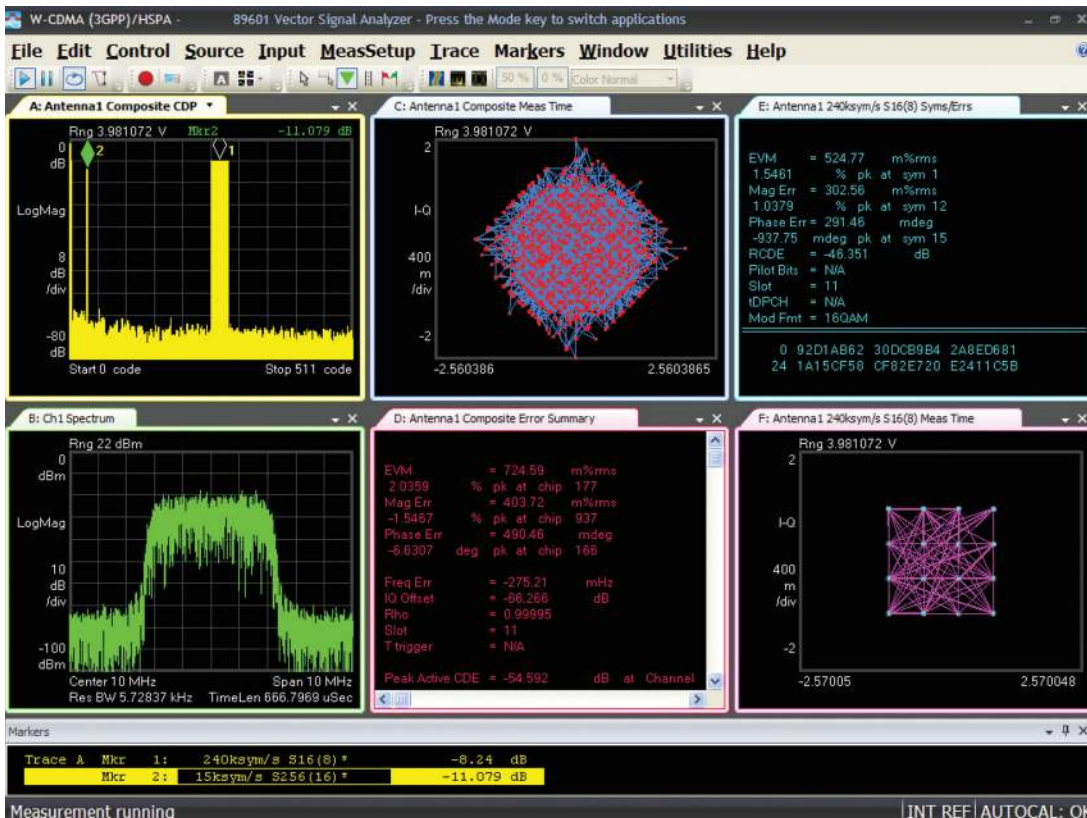 W-CDMA (3GPP)/HSPA - 89601 Vector Signal Analyzer - Press the Mode key to switch applications
File Edit Control Source Input MeasSetup Trace Markers Window Utilities Help
A 50 % 0 % Color Normal
A: Antenna1 Composite CDP
Rng 3.981072 V Mkr2 -11.079 dB
0
dB
2
1
LogMag
8
dB
/div
-80
dB
Start 0 code Stop 511 code
C: Antenna1 Composite Meas Time
Rng 3.981072 V
2
I-Q
400
m
/div
-2
-2.560386 2.5603865
E: Antenna1 240ksym/s S16(8) Syms/Errs
EVM = 524.77 m%rms
1.5461 % pk at sym 1
Mag Err = 302.56 m%rms
1.0379 % pk at sym 12
Phase Err = 291.46 mdeg
-937.75 mdeg pk at sym 15
RCDE = -46.351 dB
Pilot Bits = N/A
Slot = 11
tDPCH = N/A
Mod Fmt = 16QAM
0 92D1AB62 30DCB9B4 2A8ED681
24 1A15CF58 CF82E720 E2411C5B
B: Ch1 Spectrum
Rng 22 dBm
0
dBm
LogMag
10
dB
/div
-100
dBm
Center 10 MHz Span 10 MHz
Res BW 5.72837 kHz TimeLen 666.7969 uSec
D: Antenna1 Composite Error Summary
EVM = 724.59 m%rms
2.0359 % pk at chip 177
Mag Err = 403.72 m%rms
-1.5467 % pk at chip 937
Phase Err = 490.46 mdeg
-6.6307 deg pk at chip 166
Freq Err = -275.21 mHz
IQ Offset = -66.266 dB
Rho = 0.99995
Slot = 11
T trigger = N/A
Peak Active CDE = -54.592 dB at Channel
F: Antenna1 240ksym/s S16(8) Meas Time
Rng 3.981072 V
2
I-Q
400
m
/div
-2
-2.57005 2.570048
Markers
Trace A Mkr 1: 240ksym/s S16(8)* -8.24 dB
Mkr 2: 15ksym/s S256(16)* -11.079 dB
Measurement running INT REF AUTOCAL: OK